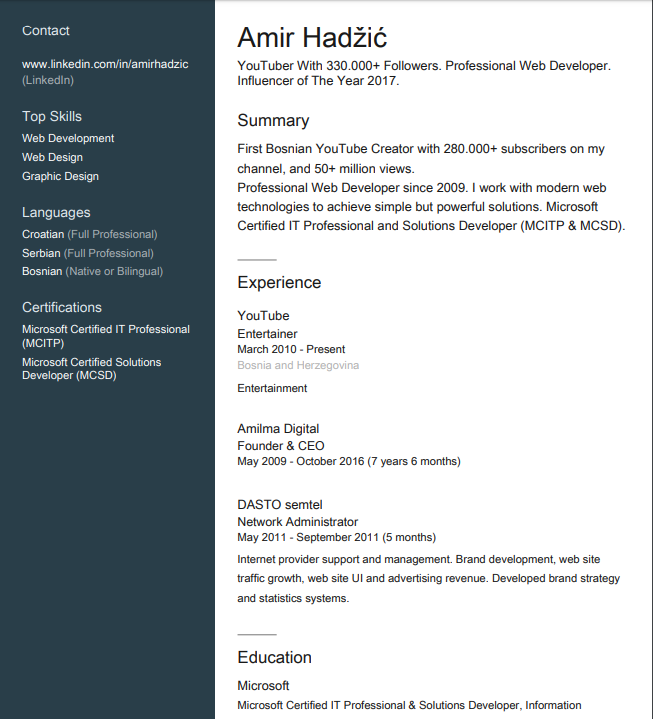 Contact
www.linkedin.com/in/amirhadzic
(LinkedIn)
Top Skills
Web Development
Web Design
Graphic Design
Languages
Croatian (Full Professional)
Serbian (Full Professional)
Bosnian (Native or Bilingual)
Certifications
Microsoft Certified IT Professional
(MCITP)
Microsoft Certified Solutions
Developer (MCSD)
Amir Hadžić
YouTuber With 330.000+ Followers. Professional Web Developer.
Influencer of The Year 2017.
Summary
First Bosnian YouTube Creator with 280.000+ subscribers on my
channel, and 50+ million views.
Professional Web Developer since 2009. I work with modern web
technologies to achieve simple but powerful solutions. Microsoft
Certified IT Professional and Solutions Developer (MCITP & MCSD).
Experience
YouTube
Entertainer
March 2010 - Present
Bosnia and Herzegovina
Entertainment
Amilma Digital
Founder & CEO
May 2009 - October 2016 (7 years 6 months)
DASTO semtel
Network Administrator
May 2011 - September 2011 (5 months)
Internet provider support and management. Brand development, web site
traffic growth, web site UI and advertising revenue. Developed brand strategy
and statistics systems.
Education
Microsoft
Microsoft Certified IT Professional & Solutions Developer, Information